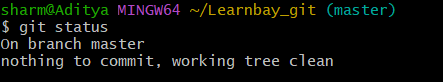 sharm@Aditya MINGW64 ~/Learnbay_git (master)
$ git status
On branch master
nothing to commit, working tree clean